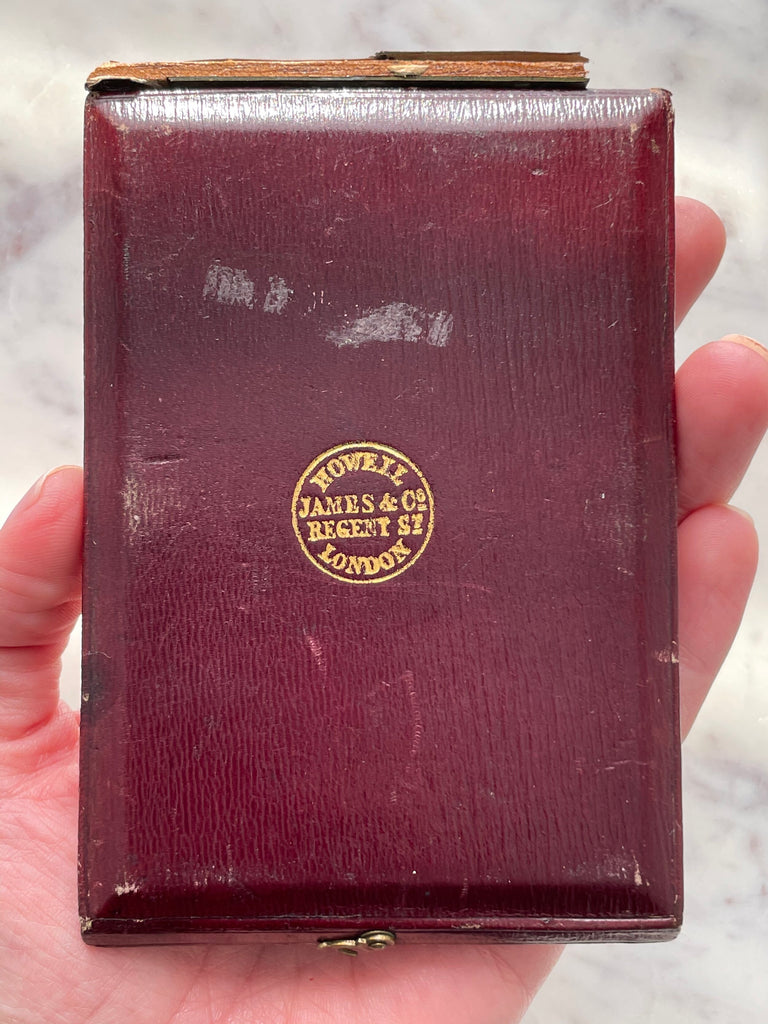 HOWELL
JAMES & Cº
REGENT ST
LONDON